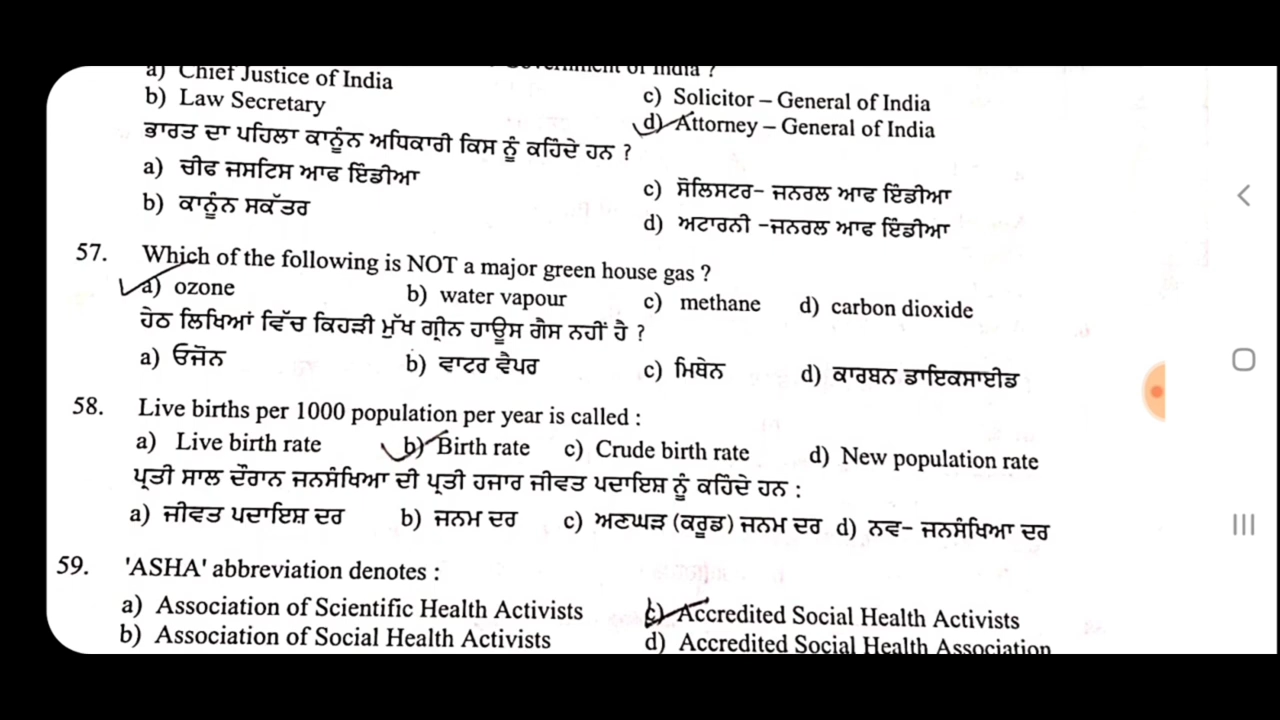 Government of India ?
a) Chief Justice of India
c) Solicitor – General of India
b) Law Secretary
d) Attorney – General of India
ਭਾਰਤ ਦਾ ਪਹਿਲਾ ਕਾਨੂੰਨ ਅਧਿਕਾਰੀ ਕਿਸ ਨੂੰ ਕਹਿੰਦੇ ਹਨ ?
a) ਚੀਫ ਜਸਟਿਸ ਆਫ ਇੰਡੀਆ
c) ਸੋਲਿਸਟਰ– ਜਨਰਲ ਆਫ ਇੰਡੀਆ
b) ਕਾਨੂੰਨ ਸਕੱਤਰ
d) ਅਟਾਰਨੀ –ਜਨਰਲ ਆਫ ਇੰਡੀਆ
57. Which of the following is NOT a major green house gas ?
a) ozone b) water vapour c) methane d) carbon dioxide
ਹੇਠ ਲਿਖਿਆਂ ਵਿੱਚ ਕਿਹੜੀ ਮੁੱਖ ਗ੍ਰੀਨ ਹਾਊਸ ਗੈਸ ਨਹੀਂ ਹੈ ?
a) ਓਜੋਨ b) ਵਾਟਰ ਵੈਪਰ c) ਮਿਥੇਨ d) ਕਾਰਬਨ ਡਾਇਕਸਾਈਡ
58. Live births per 1000 population per year is called :
a) Live birth rate b) Birth rate c) Crude birth rate d) New population rate
ਪ੍ਰਤੀ ਸਾਲ ਦੌਰਾਨ ਜਨਸੰਖਿਆ ਦੀ ਪ੍ਰਤੀ ਹਜਾਰ ਜੀਵਤ ਪਦਾਇਸ਼ ਨੂੰ ਕਹਿੰਦੇ ਹਨ :
a) ਜੀਵਤ ਪਦਾਇਸ਼ ਦਰ b) ਜਨਮ ਦਰ c) ਅਣਘੜ (ਕਰੂਡ) ਜਨਮ ਦਰ d) ਨਵ– ਜਨਸੰਖਿਆ ਦਰ
59. 'ASHA' abbreviation denotes :
a) Association of Scientific Health Activists
c) Accredited Social Health Activists
b) Association of Social Health Activists
d) Accredited Social Health Association